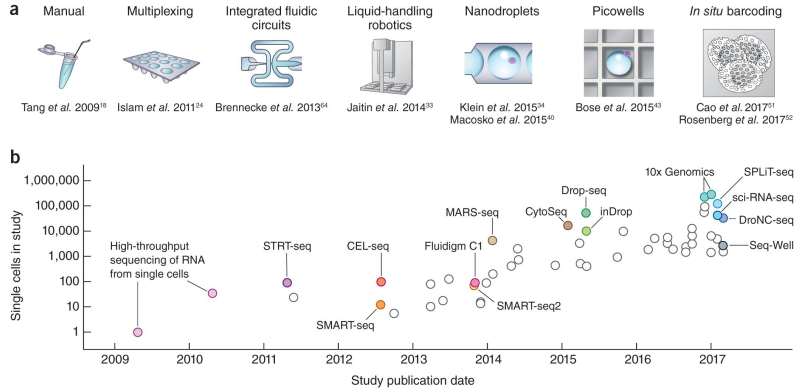 a
Manual
Multiplexing
Integrated fluidic
circuits
Liquid-handling
robotics
Nanodroplets
Picowells
In situ barcoding
Tang et al. 2009¹⁸
Islam et al. 2011²⁴
Brennecke et al. 2013⁶⁴
Jaitin et al. 2014³³
Klein et al. 2015³⁴
Macosko et al. 2015⁴⁰
Bose et al. 2015⁴³
Cao et al. 2017⁵¹
Rosenberg et al. 2017⁵²
b
Single cells in study
1,000,000
100,000
10,000
1,000
100
10
1
High-throughput
sequencing of RNA
from single cells
STRT-seq
CEL-seq
SMART-seq
MARS-seq
Fluidigm C1
SMART-seq2
CytoSeq
Drop-seq
inDrop
10x Genomics
SPLiT-seq
sci-RNA-seq
DroNC-seq
Seq-Well
2009
2010
2011
2012
2013
2014
2015
2016
2017
Study publication date